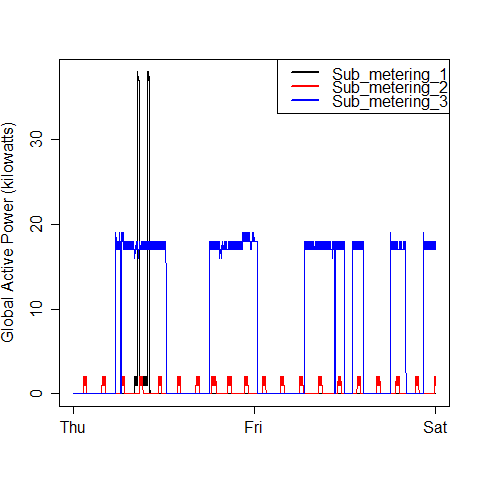 Sub_metering_1
Sub_metering_2
Sub_metering_3
Global Active Power (kilowatts)
30
20
10
0
Thu Fri Sat